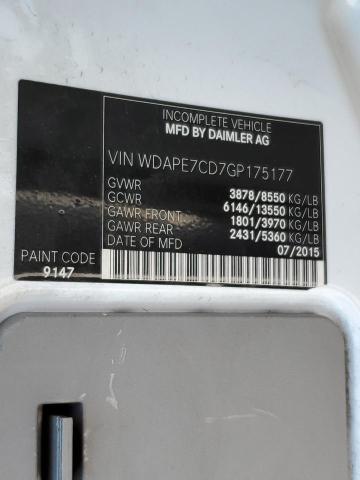 INCOMPLETE VEHICLE
MFD BY DAIMLER AG
VIN WDAPE7CD7GP175177
GVWR 3878/8550 KG/LB
GCWR 6146/13550 KG/LB
GAWR FRONT 1801/3970 KG/LB
GAWR REAR 2431/5360 KG/LB
DATE OF MFD 07/2015
PAINT CODE
9147